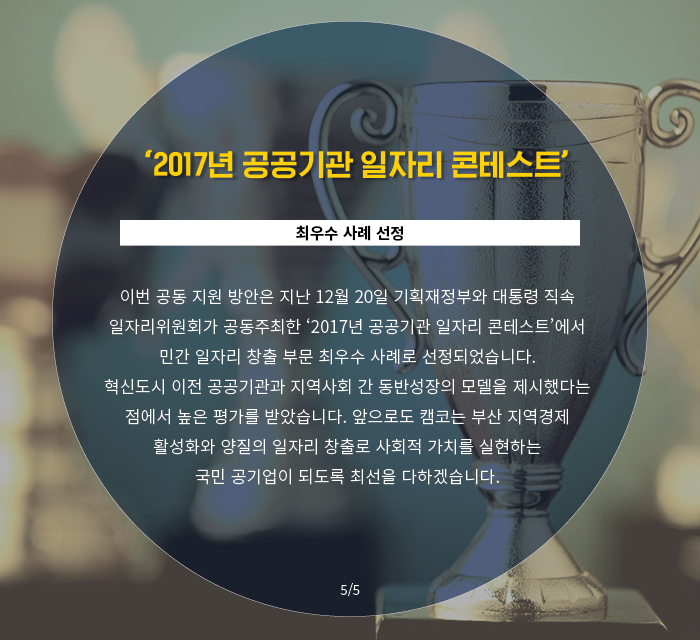 ‘2017년 공공기관 일자리 콘테스트’
최우수 사례 선정
이번 공동 지원 방안은 지난 12월 20일 기획재정부와 대통령 직속
일자리위원회가 공동주최한 ‘2017년 공공기관 일자리 콘테스트’에서
민간 일자리 창출 부문 최우수 사례로 선정되었습니다.
혁신도시 이전 공공기관과 지역사회 간 동반성장의 모델을 제시했다는
점에서 높은 평가를 받았습니다. 앞으로도 캠코는 부산 지역경제
활성화와 양질의 일자리 창출로 사회적 가치를 실현하는
국민 공기업이 되도록 최선을 다하겠습니다.
5/5